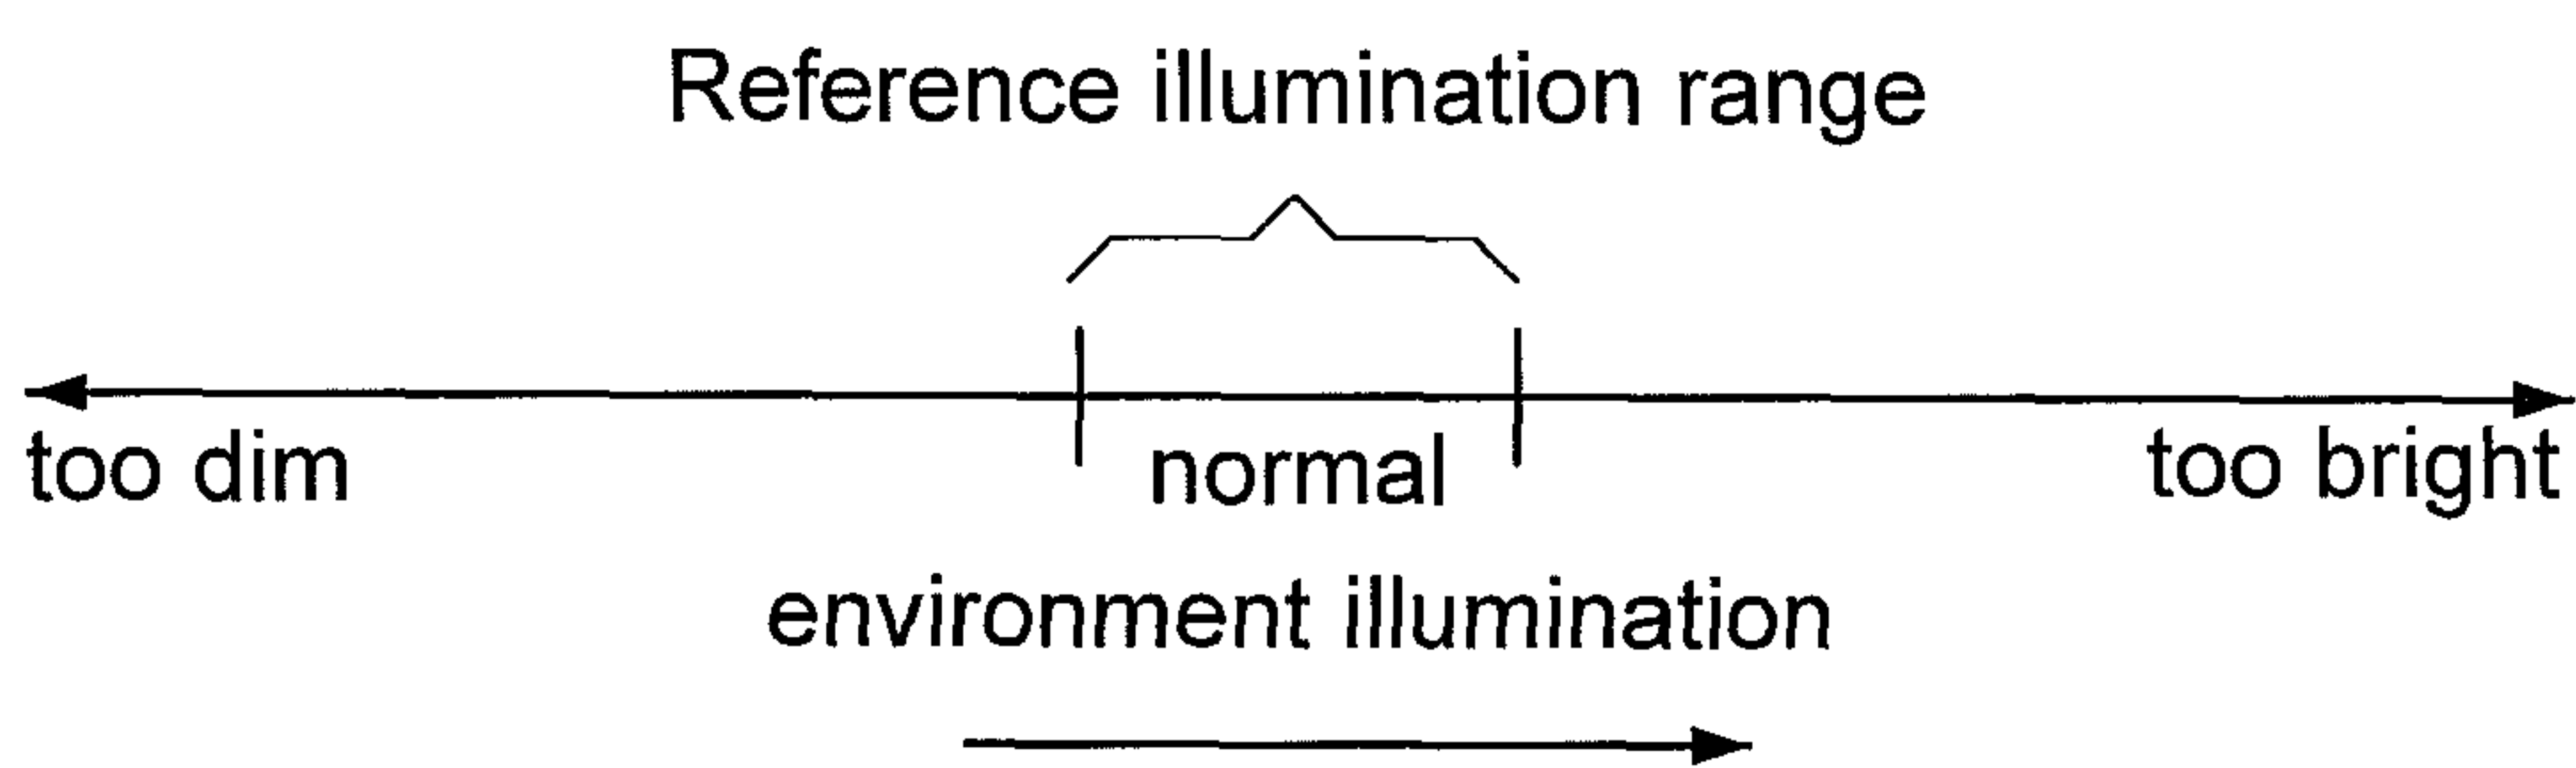 Reference illumination range
too dim
normal
too bright
environment illumination